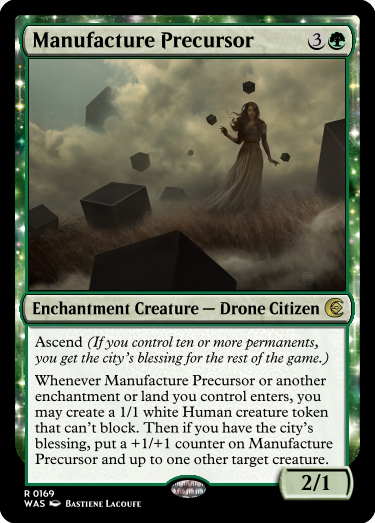 Manufacture Precursor 3
Enchantment Creature — Drone Citizen
Ascend (If you control ten or more permanents,
you get the city's blessing for the rest of the game.)
Whenever Manufacture Precursor or another
enchantment or land you control enters, you
may create a 1/1 white Human creature token
that can't block. Then if you have the city's
blessing, put a +1/+1 counter on Manufacture
Precursor and up to one other target creature.
2/1
R 0169
WAS Bastiene Lacoufe